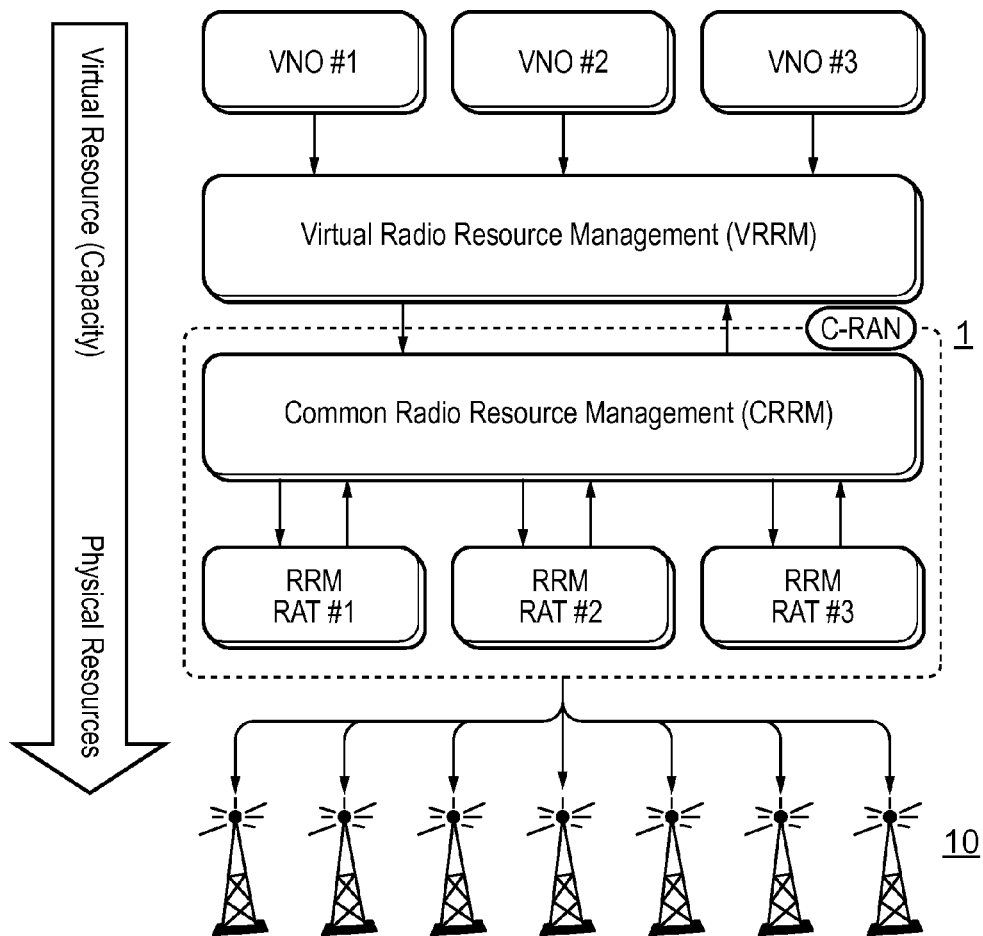 VNO #1
VNO #2
VNO #3
Virtual Resource (Capacity)
Virtual Radio Resource Management (VRRM)
C-RAN
1
Common Radio Resource Management (CRRM)
Physical Resources
RRM
RAT #1
RRM
RAT #2
RRM
RAT #3
10